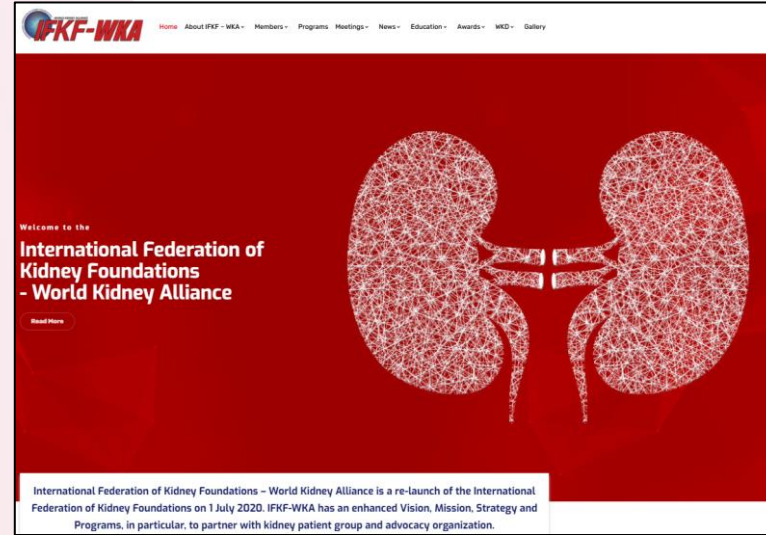 IFKF-WKA
Home About IFKF - WKA Members Programs Meetings News Education Awards WKD Gallery
Welcome to the
International Federation of
Kidney Foundations
- World Kidney Alliance
Read More
International Federation of Kidney Foundations – World Kidney Alliance is a re-launch of the International
Federation of Kidney Foundations on 1 July 2020. IFKF-WKA has an enhanced Vision, Mission, Strategy and
Programs, in particular, to partner with kidney patient group and advocacy organization.